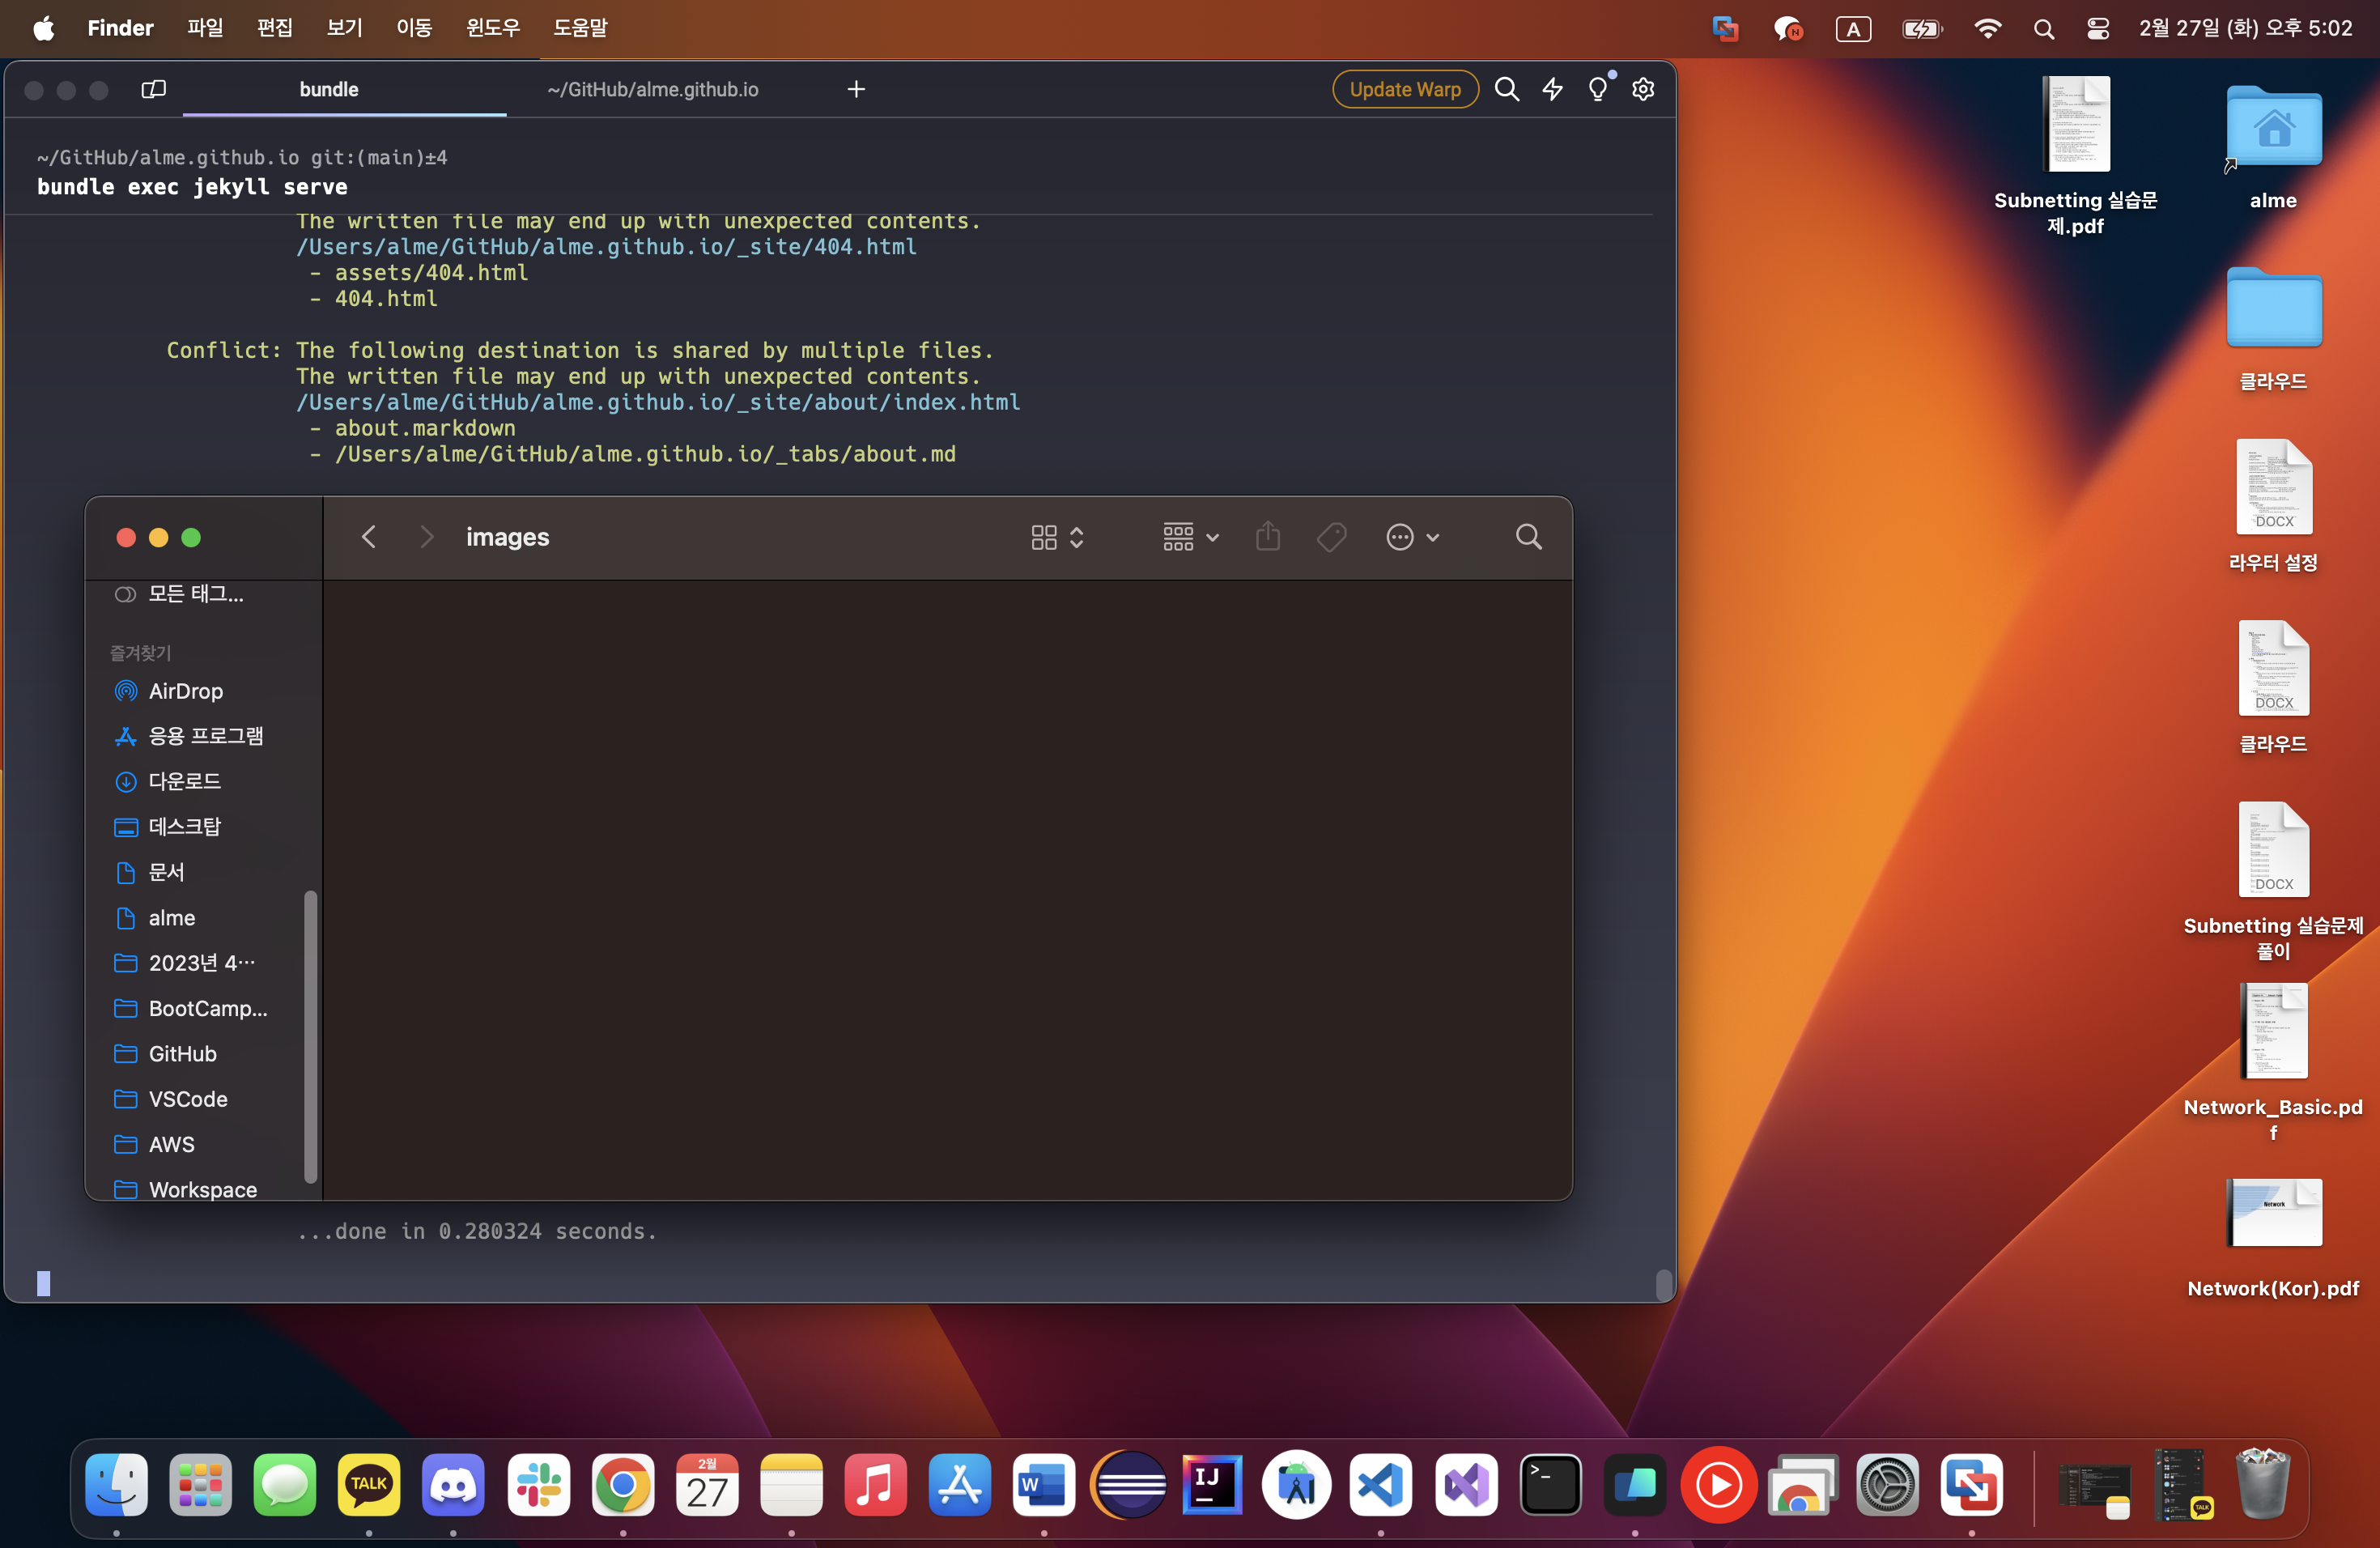 Finder 파일 편집 보기 이동 윈도우 도움말
A
2월 27일 (화) 오후 5:02
bundle
~/GitHub/alme.github.io
Update Warp
~/GitHub/alme.github.io git:(main)±4
bundle exec jekyll serve
The written file may end up with unexpected contents.
/Users/alme/GitHub/alme.github.io/_site/404.html
- assets/404.html
- 404.html
Conflict: The following destination is shared by multiple files.
The written file may end up with unexpected contents.
/Users/alme/GitHub/alme.github.io/_site/about/index.html
- about.markdown
- /Users/alme/GitHub/alme.github.io/_tabs/about.md
images
모든 태그...
즐겨찾기
AirDrop
응용 프로그램
다운로드
데스크탑
문서
alme
2023년 4…
BootCamp...
GitHub
VSCode
AWS
Workspace
...done in 0.280324 seconds.
Subnetting 실습문
제.pdf
alme
클라우드
DOCX
라우터 설정
DOCX
클라우드
DOCX
Subnetting 실습문제
풀이
Network_Basic.pd
f
Network
Network(Kor).pdf
TALK
2월
27
W
IJ
>_
TALK